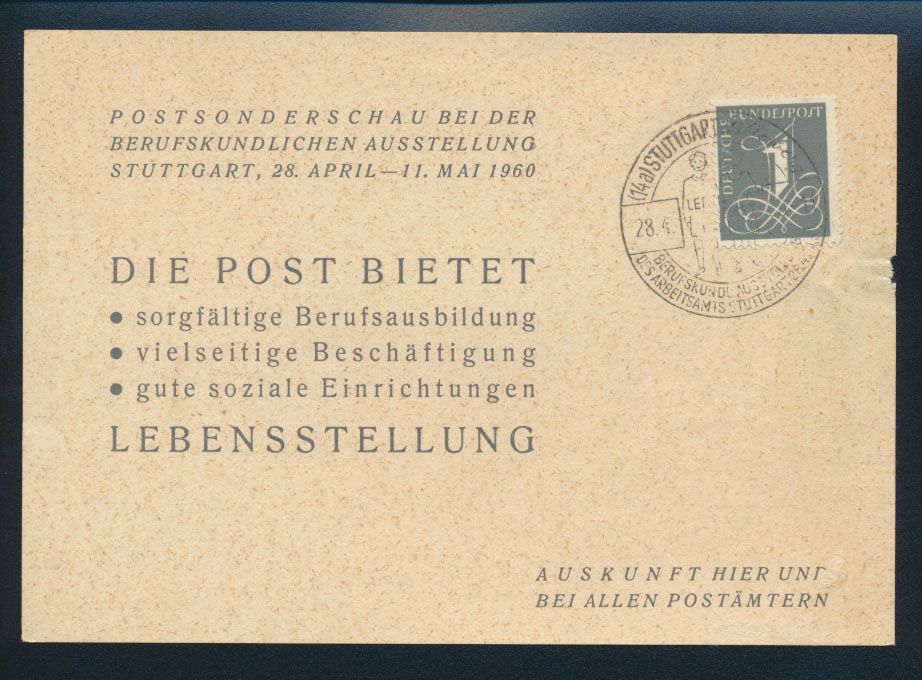 POSTSONDERSCHAU BEI DER
BERUFSKUNDLICHEN AUSSTELLUNG
STUTTGART, 28. APRIL—11. MAI 1960
DIE POST BIETET
• sorgfältige Berufsausbildung
• vielseitige Beschäftigung
• gute soziale Einrichtungen
LEBENSSTELLUNG
(14a) STUTTGART
28.4.
BERUFSKUNDL AUSST
DES ARBEITSAMTS STUTTGART
DEUTSCHE BUNDESPOST
1
AUSKUNFT HIER UND
BEI ALLEN POSTÄMTERN